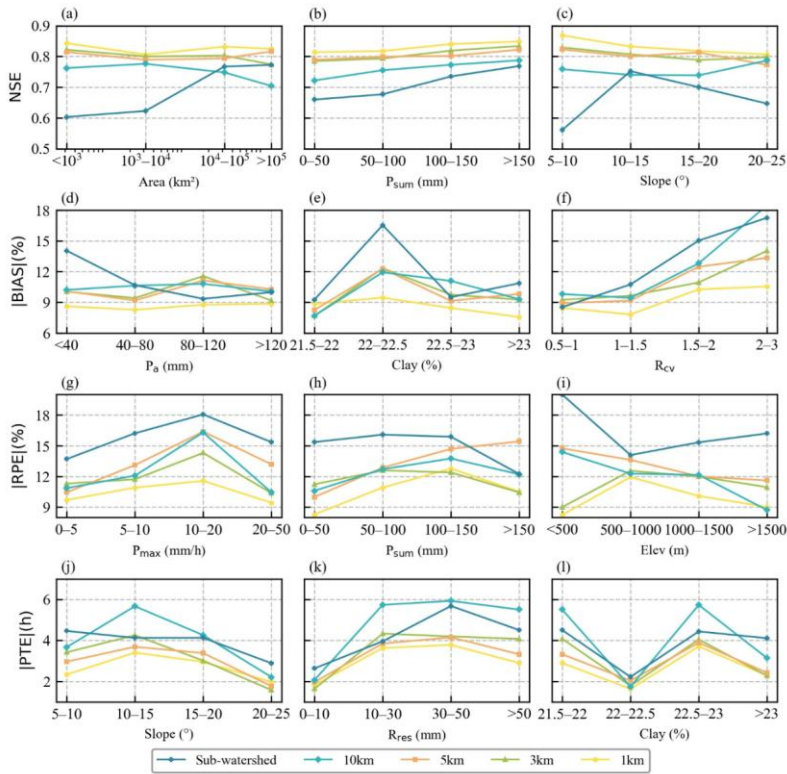 (a) (b) (c)
0.9
0.8
0.7
0.6
0.5
NSE
<10³ 10³–10⁴ 10⁴–10⁵ >10⁵
0–50 50–100 100–150 >150
5–10 10–15 15–20 20–25
Area (km²) Psum (mm) Slope (°)
(d) (e) (f)
18
15
12
9
6
|BIAS|(%)
<40 40–80 80–120 >120
21.5–22 22–22.5 22.5–23 >23
0.5–1 1–1.5 1.5–2 2–3
Pa (mm) Clay (%) Rcv
(g) (h) (i)
18
15
12
9
|RPE|(%)
0–5 5–10 10–20 20–50
0–50 50–100 100–150 >150
<500 500–1000 1000–1500 >1500
Pmax (mm/h) Psum (mm) Elev (m)
(j) (k) (l)
6
4
2
|PTE|(h)
5–10 10–15 15–20 20–25
0–10 10–30 30–50 >50
21.5–22 22–22.5 22.5–23 >23
Slope (°) Rres (mm) Clay (%)
Sub-watershed 10km 5km 3km 1km